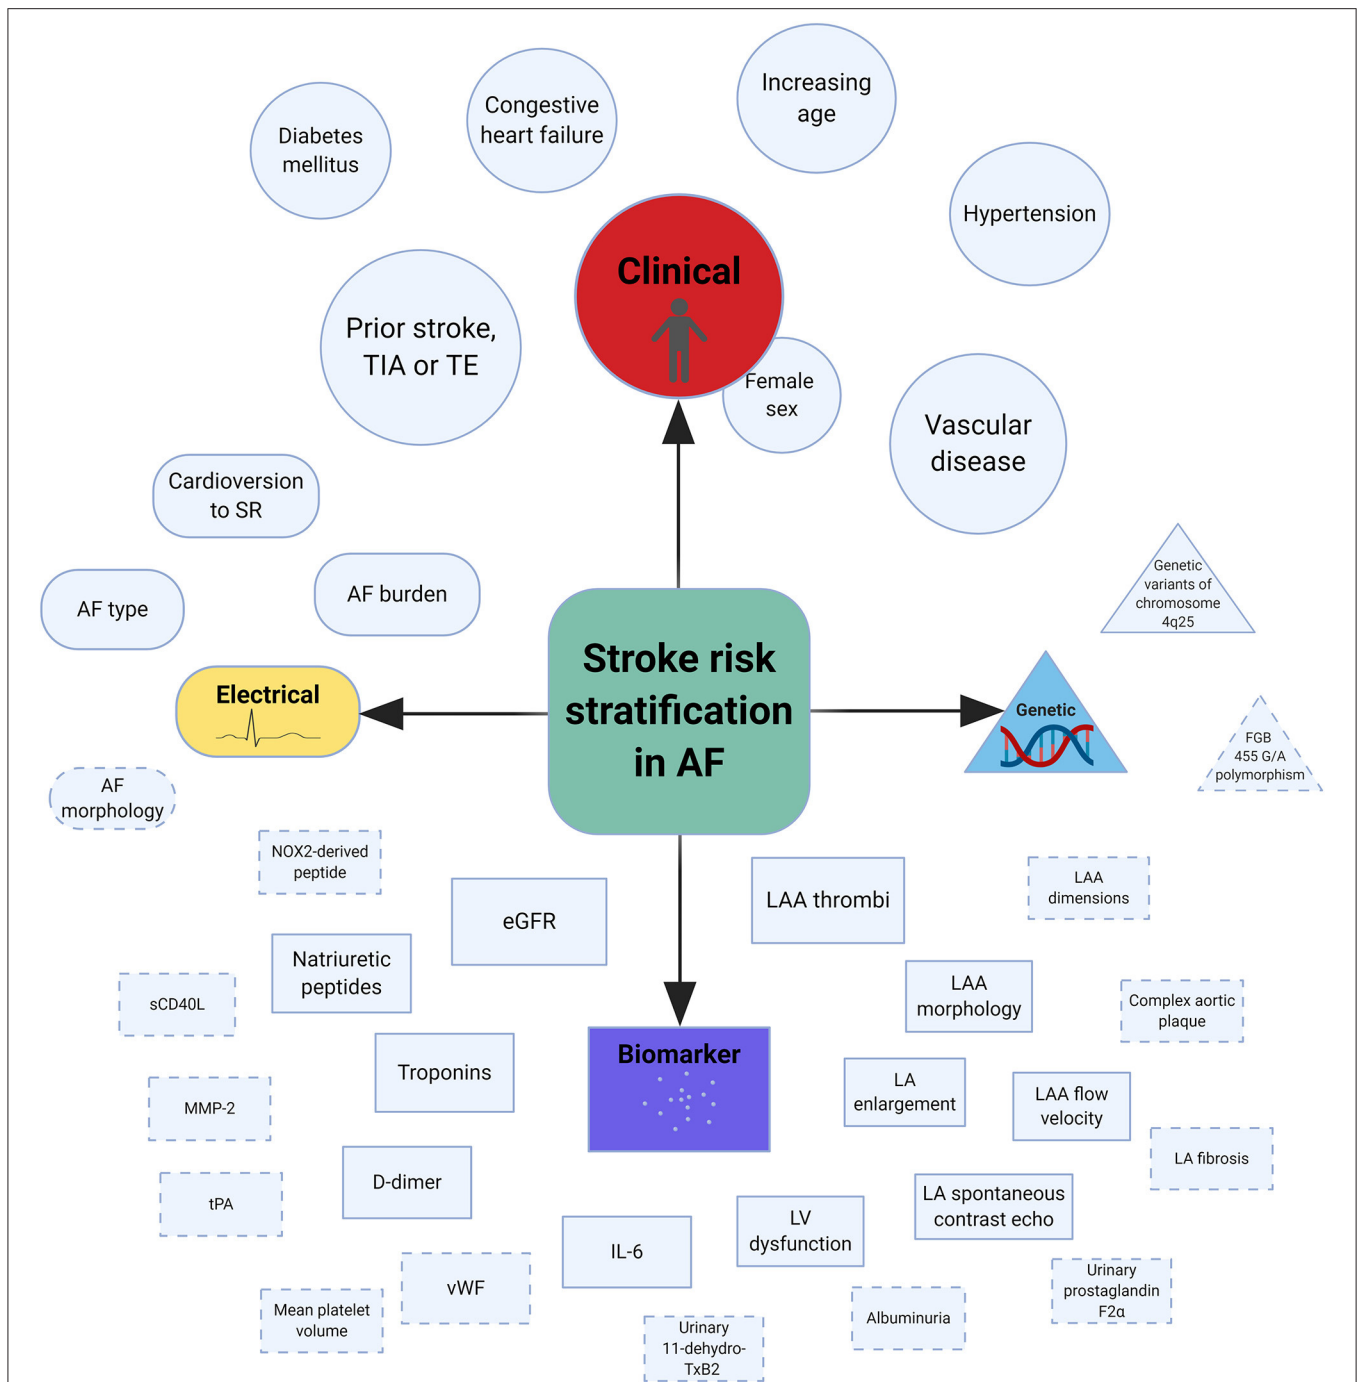 Increasing
age
Congestive
heart failure
Diabetes
mellitus
Hypertension
Clinical
Prior stroke,
TIA or TE
Female
sex
Vascular
disease
Cardioversion
to SR
AF type
AF burden
Genetic
variants of
chromosome
4q25
Electrical
Stroke risk
stratification
in AF
Genetic
FGB
455 G/A
polymorphism
AF
morphology
NOX2-derived
peptide
eGFR
LAA thrombi
LAA
dimensions
Natriuretic
peptides
LAA
morphology
sCD40L
Complex aortic
plaque
Troponins
Biomarker
LA
enlargement
LAA flow
velocity
MMP-2
LA fibrosis
D-dimer
tPA
LA spontaneous
contrast echo
IL-6
LV
dysfunction
vWF
Mean platelet
volume
Urinary
11-dehydro-
TxB2
Albuminuria
Urinary
prostaglandin
F2α